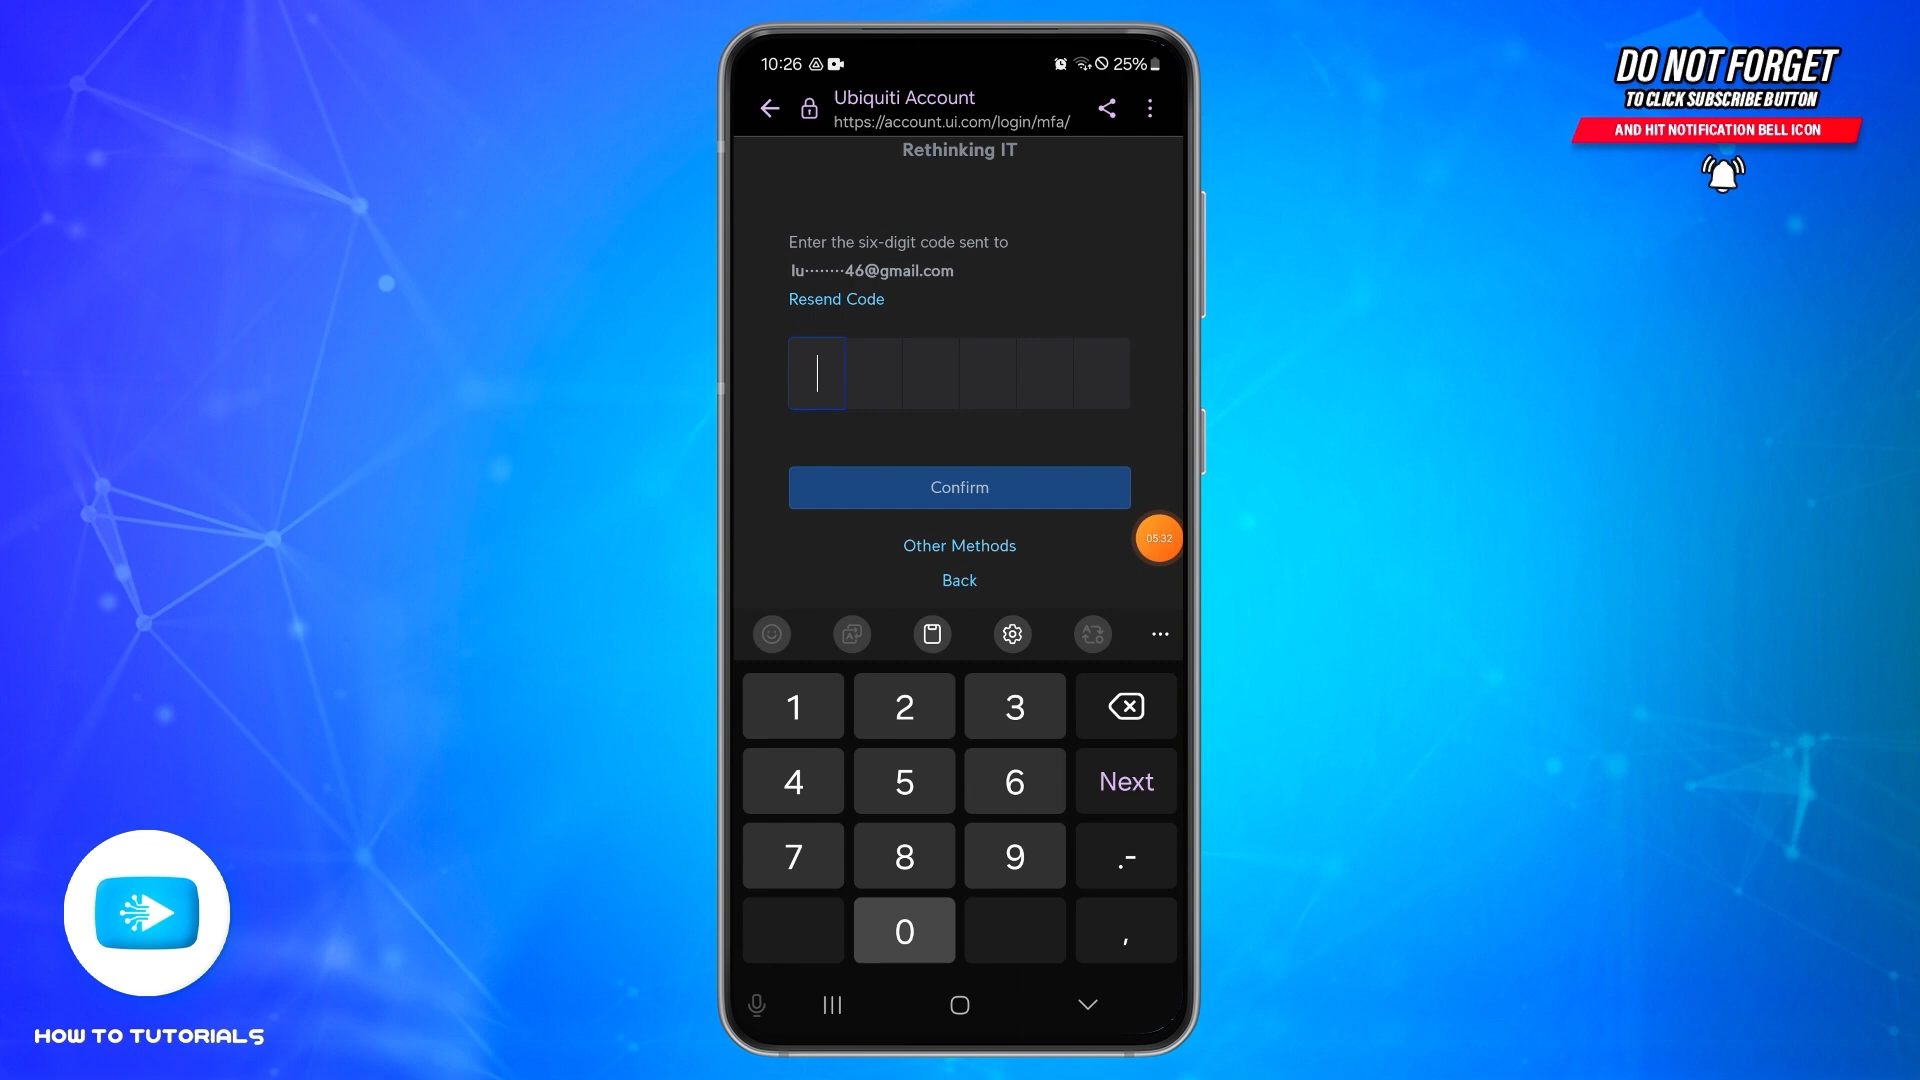 10:26
25%
Ubiquiti Account
https://account.ui.com/login/mfa/
Rethinking IT
Enter the six-digit code sent to
lu········46@gmail.com
Resend Code
Confirm
05:32
Other Methods
Back
1 2 3
4 5 6 Next
7 8 9 .-
0 ,
DO NOT FORGET
TO CLICK SUBSCRIBE BUTTON
AND HIT NOTIFICATION BELL ICON
HOW TO TUTORIALS